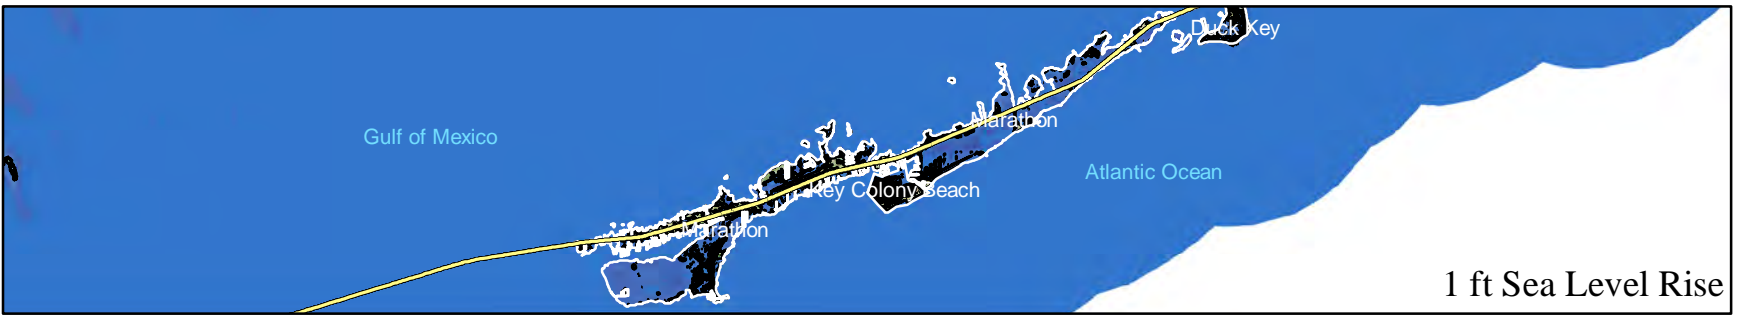 Duck Key
Marathon
Gulf of Mexico
Atlantic Ocean
Key Colony Beach
Marathon
1 ft Sea Level Rise